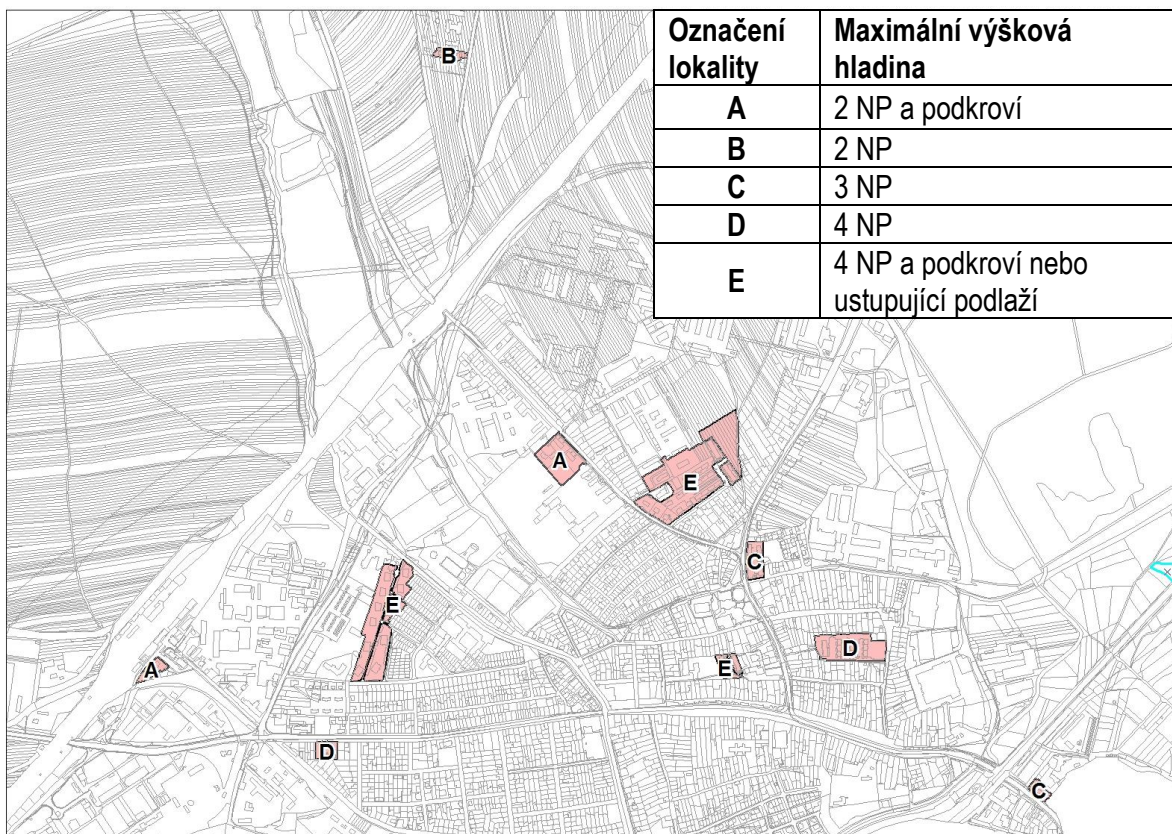 Označení lokality Maximální výšková hladina
A 2 NP a podkroví
B 2 NP
C 3 NP
D 4 NP
E 4 NP a podkroví nebo ustupující podlaží
B
A
E
C
E
D
E
A
D
C